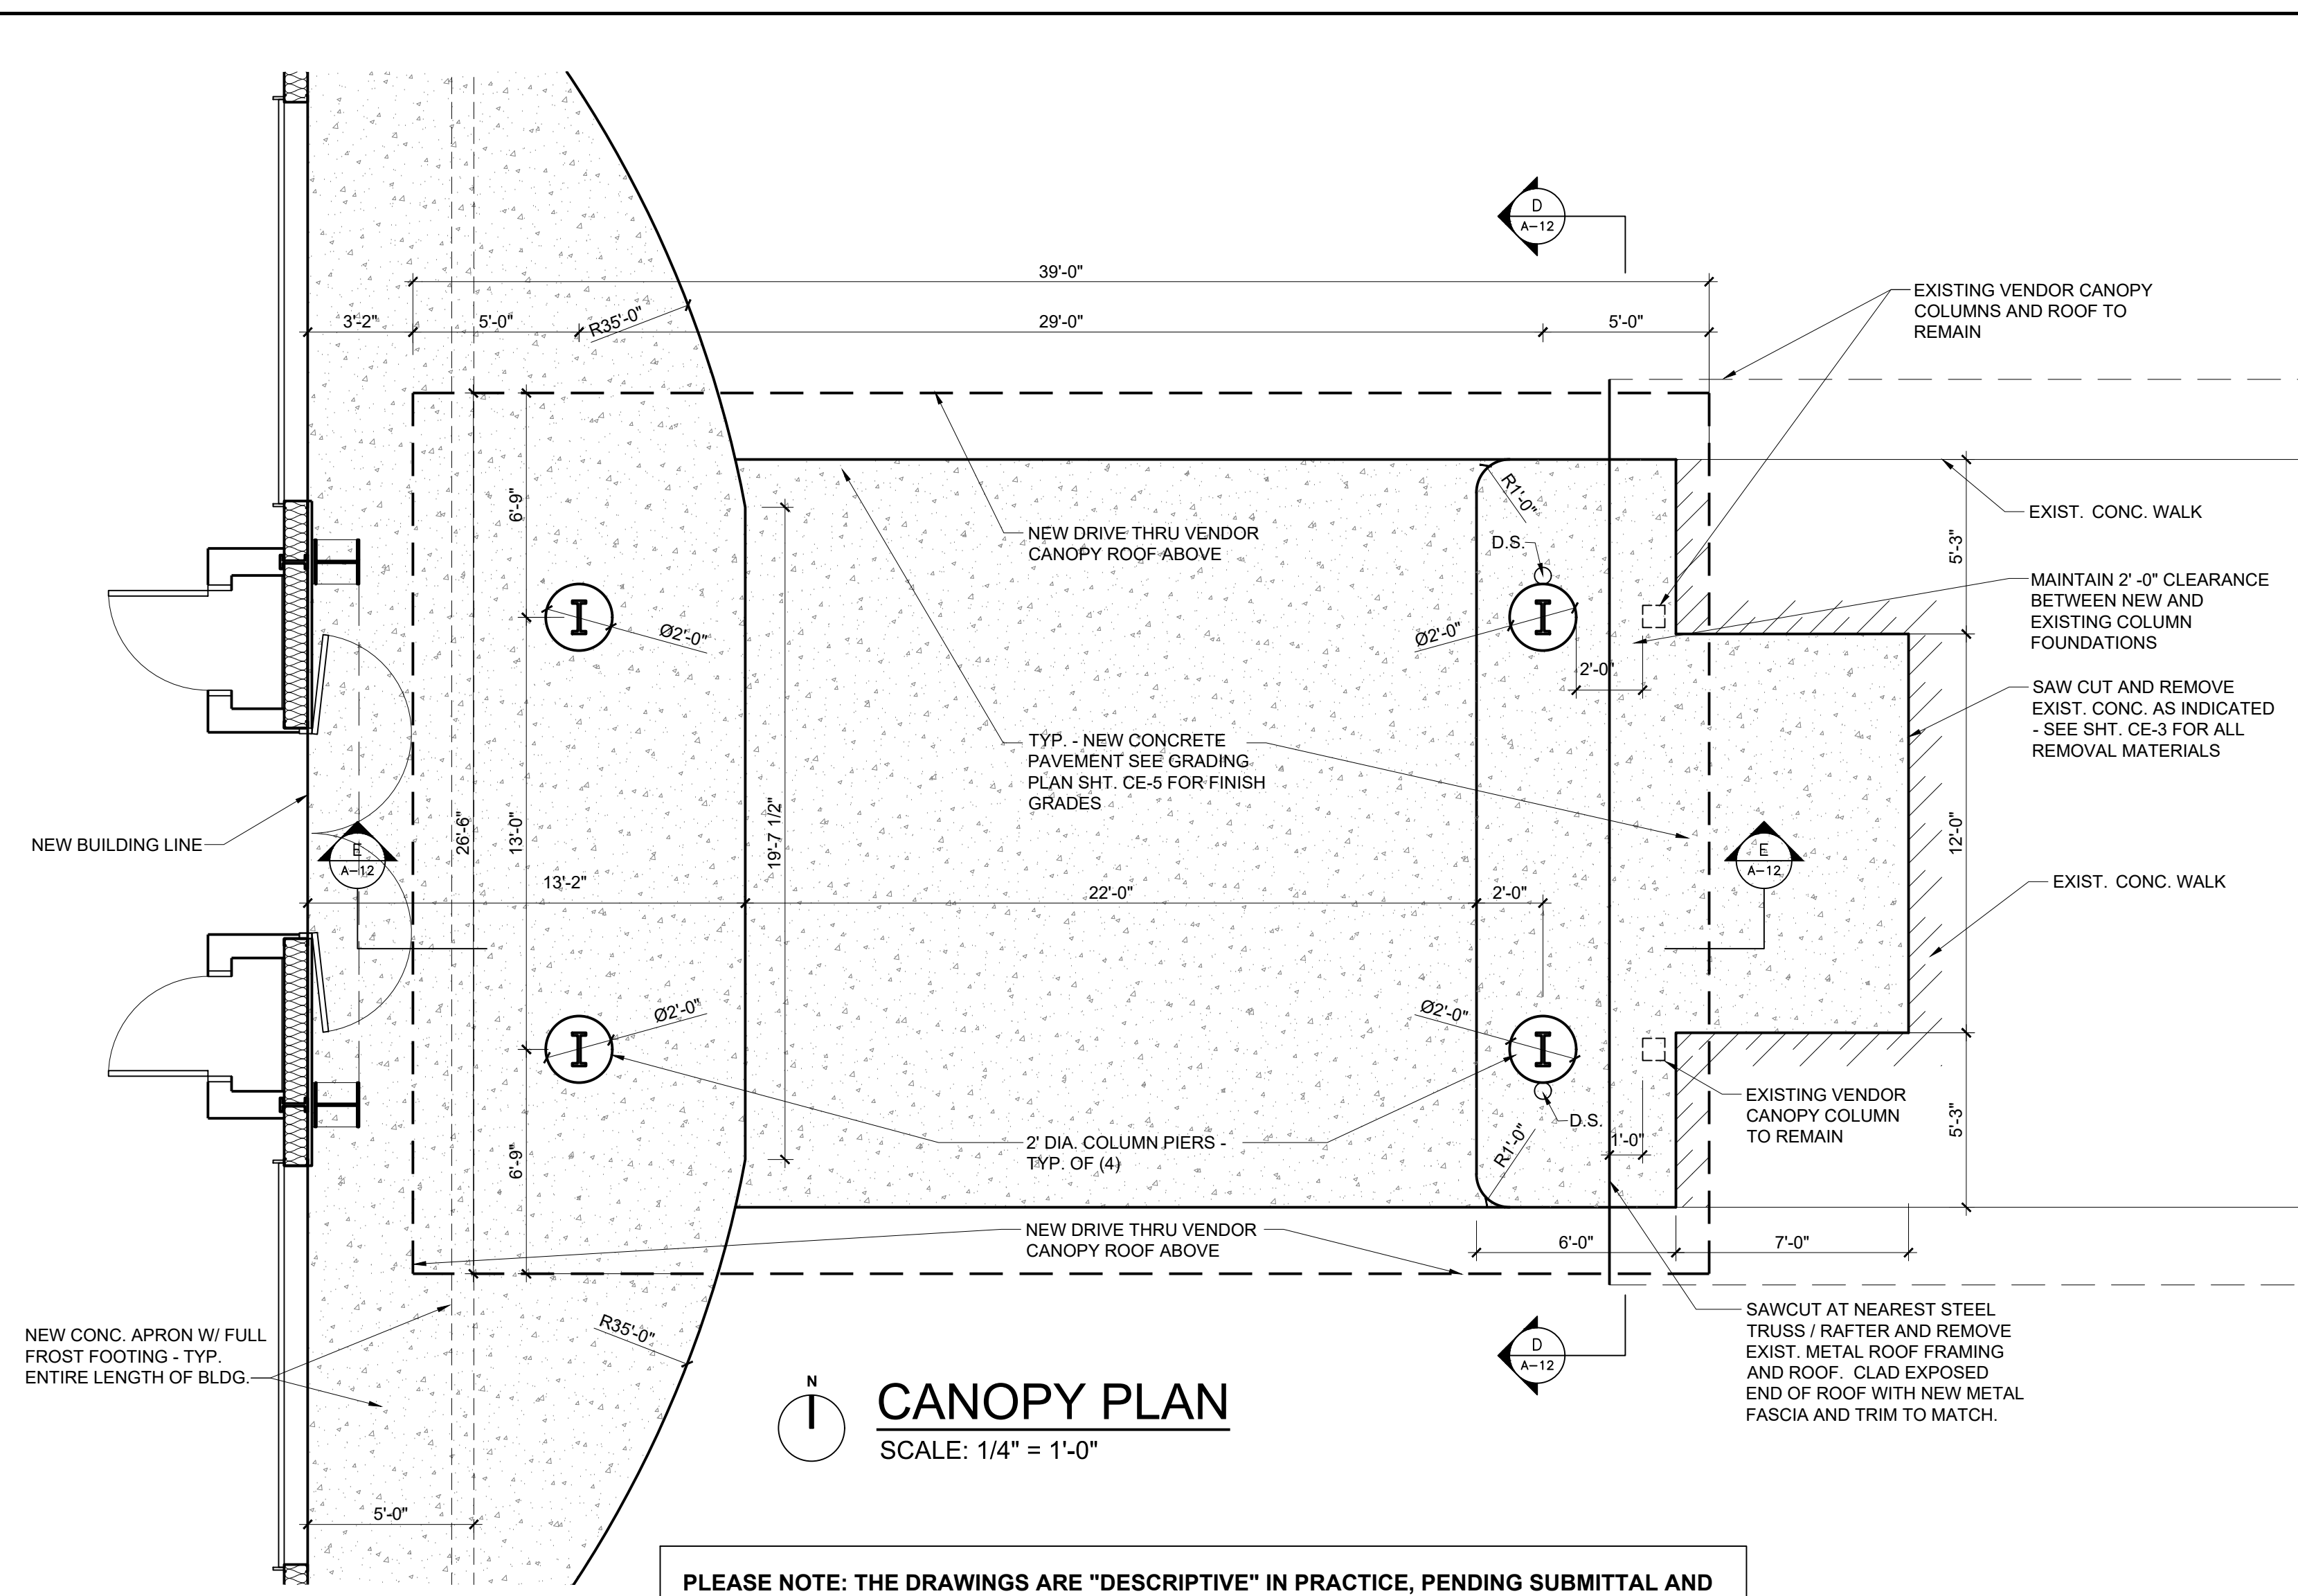 D
A-12
39'-0"
3'-2"
5'-0"
R35'-0"
29'-0"
5'-0"
EXISTING VENDOR CANOPY
COLUMNS AND ROOF TO
REMAIN
6'-9"
R1'-0"
D.S.
NEW DRIVE THRU VENDOR
CANOPY ROOF ABOVE
EXIST. CONC. WALK
5'-3"
MAINTAIN 2' -0" CLEARANCE
BETWEEN NEW AND
EXISTING COLUMN
FOUNDATIONS
Ø2'-0"
Ø2'-0"
2'-0"
SAW CUT AND REMOVE
EXIST. CONC. AS INDICATED
- SEE SHT. CE-3 FOR ALL
REMOVAL MATERIALS
TYP. - NEW CONCRETE
PAVEMENT SEE GRADING
PLAN SHT. CE-5 FOR FINISH
GRADES
NEW BUILDING LINE
E
A-12
26'-6"
13'-0"
19'-7 1/2"
E
A-12
12'-0"
13'-2"
22'-0"
2'-0"
EXIST. CONC. WALK
Ø2'-0"
Ø2'-0"
EXISTING VENDOR
CANOPY COLUMN
TO REMAIN
5'-3"
6'-9"
2' DIA. COLUMN PIERS -
TYP. OF (4)
R1'-0"
D.S.
1'-0"
NEW DRIVE THRU VENDOR
CANOPY ROOF ABOVE
6'-0"
7'-0"
NEW CONC. APRON W/ FULL
FROST FOOTING - TYP.
ENTIRE LENGTH OF BLDG.
R35'-0"
D
A-12
SAWCUT AT NEAREST STEEL
TRUSS / RAFTER AND REMOVE
EXIST. METAL ROOF FRAMING
AND ROOF. CLAD EXPOSED
END OF ROOF WITH NEW METAL
FASCIA AND TRIM TO MATCH.
N
CANOPY PLAN
SCALE: 1/4" = 1'-0"
5'-0"
PLEASE NOTE: THE DRAWINGS ARE "DESCRIPTIVE" IN PRACTICE, PENDING SUBMITTAL AND